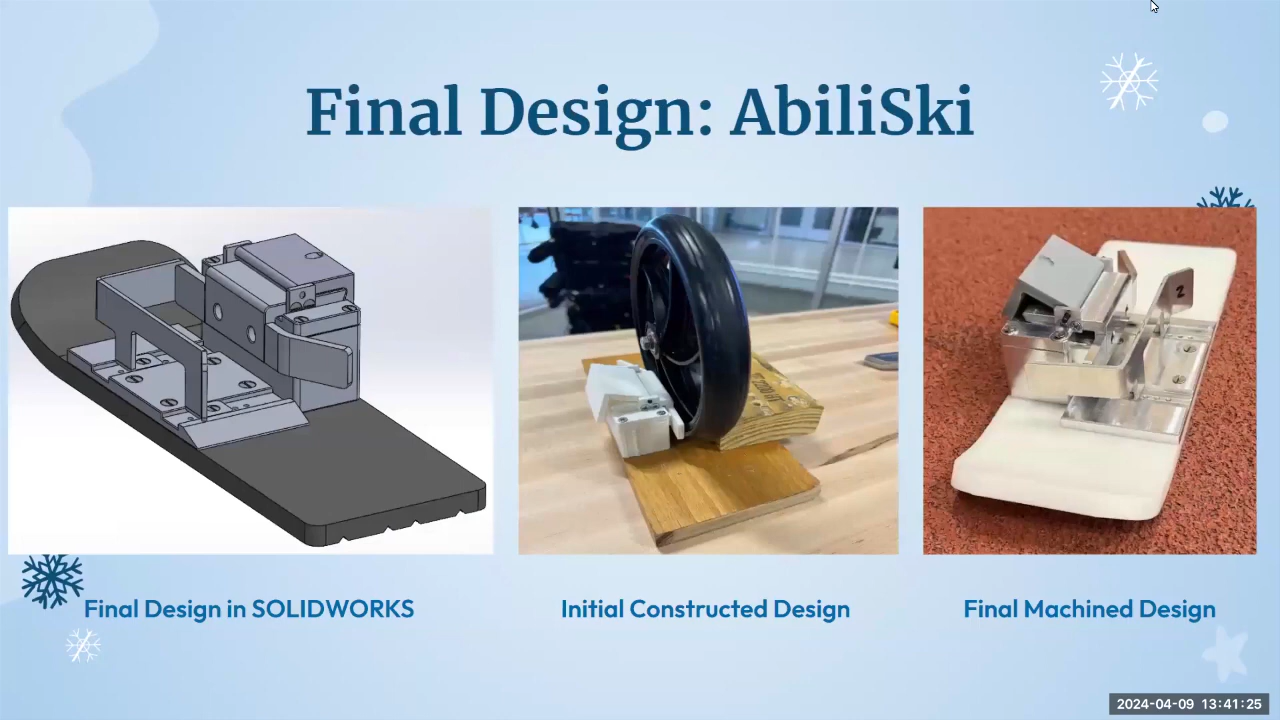 Final Design: AbiliSki
2
Final Design in SOLIDWORKS
Initial Constructed Design
Final Machined Design
2024-04-09 13:41:25